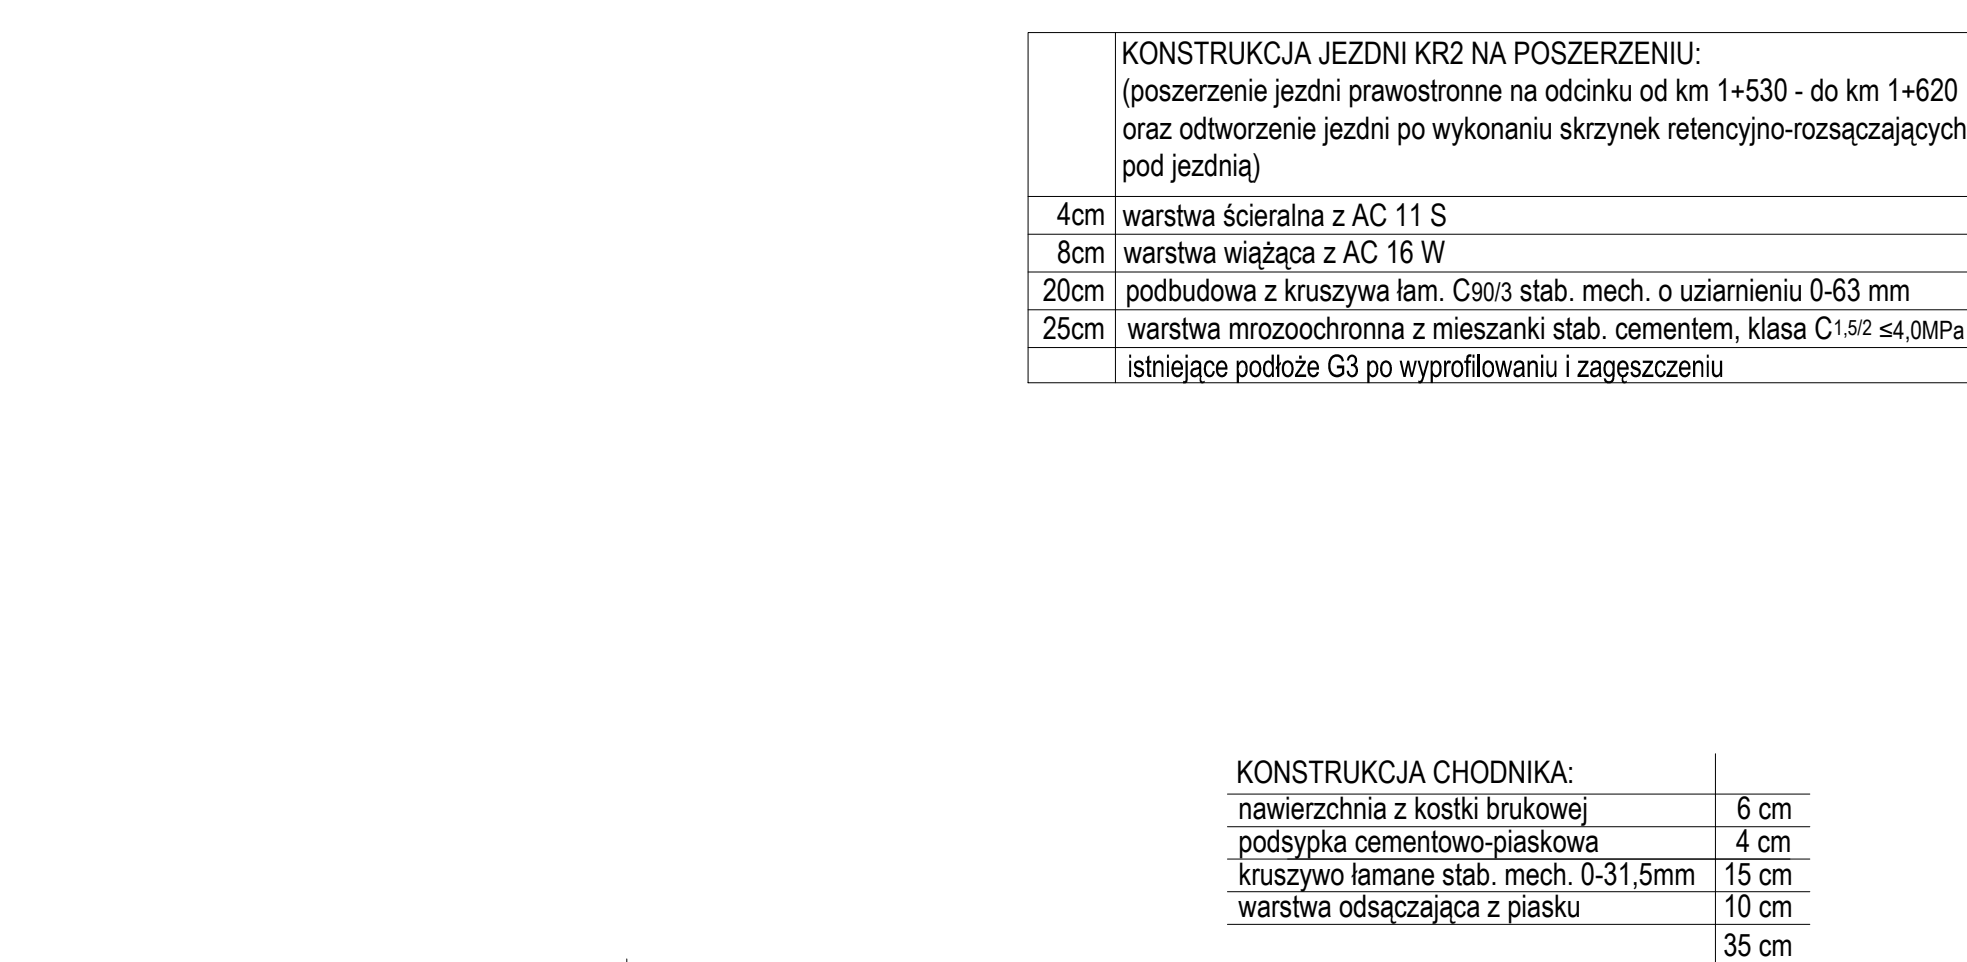 KONSTRUKCJA JEZDNI KR2 NA POSZERZENIU:
(poszerzenie jezdni prawostronne na odcinku od km 1+530 - do km 1+620
oraz odtworzenie jezdni po wykonaniu skrzynek retencyjno-rozsączających
pod jezdnią)
4cm warstwa ścieralna z AC 11 S
8cm warstwa wiążąca z AC 16 W
20cm podbudowa z kruszywa łam. C90/3 stab. mech. o uziarnieniu 0-63 mm
25cm warstwa mrozoochronna z mieszanki stab. cementem, klasa C1,5/2 ≤4,0MPa
istniejące podłoże G3 po wyprofilowaniu i zagęszczeniu
KONSTRUKCJA CHODNIKA:
nawierzchnia z kostki brukowej 6 cm
podsypka cementowo-piaskowa 4 cm
kruszywo łamane stab. mech. 0-31,5mm 15 cm
warstwa odsączająca z piasku 10 cm
35 cm